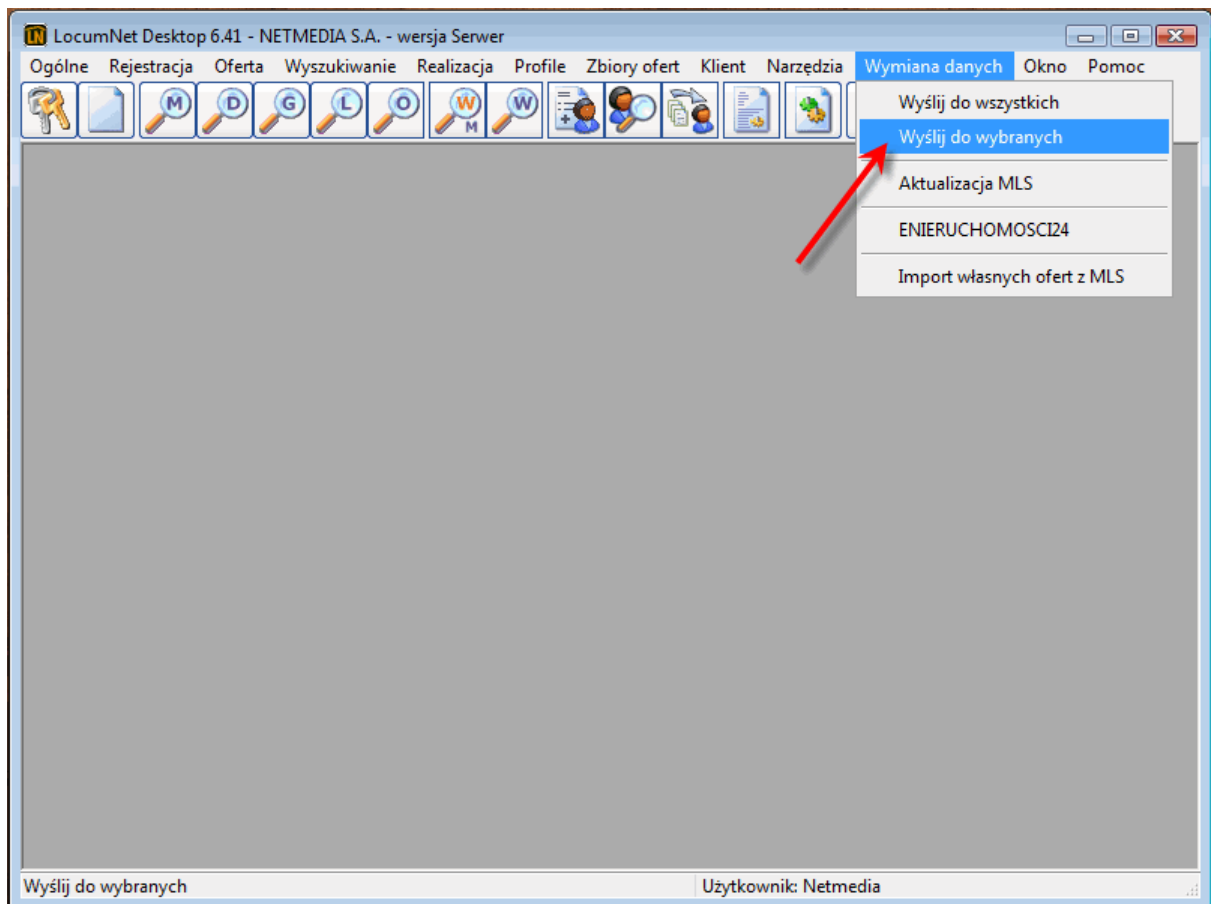 LocumNet Desktop 6.41 - NETMEDIA S.A. - wersja Serwer
Ogólne Rejestracja Oferta Wyszukiwanie Realizacja Profile Zbiory ofert Klient Narzędzia Wymiana danych Okno Pomoc
M D G L O W M W
Wyślij do wszystkich
Wyślij do wybranych
Aktualizacja MLS
ENIERUCHOMOSCI24
Import własnych ofert z MLS
Wyślij do wybranych Użytkownik: Netmedia